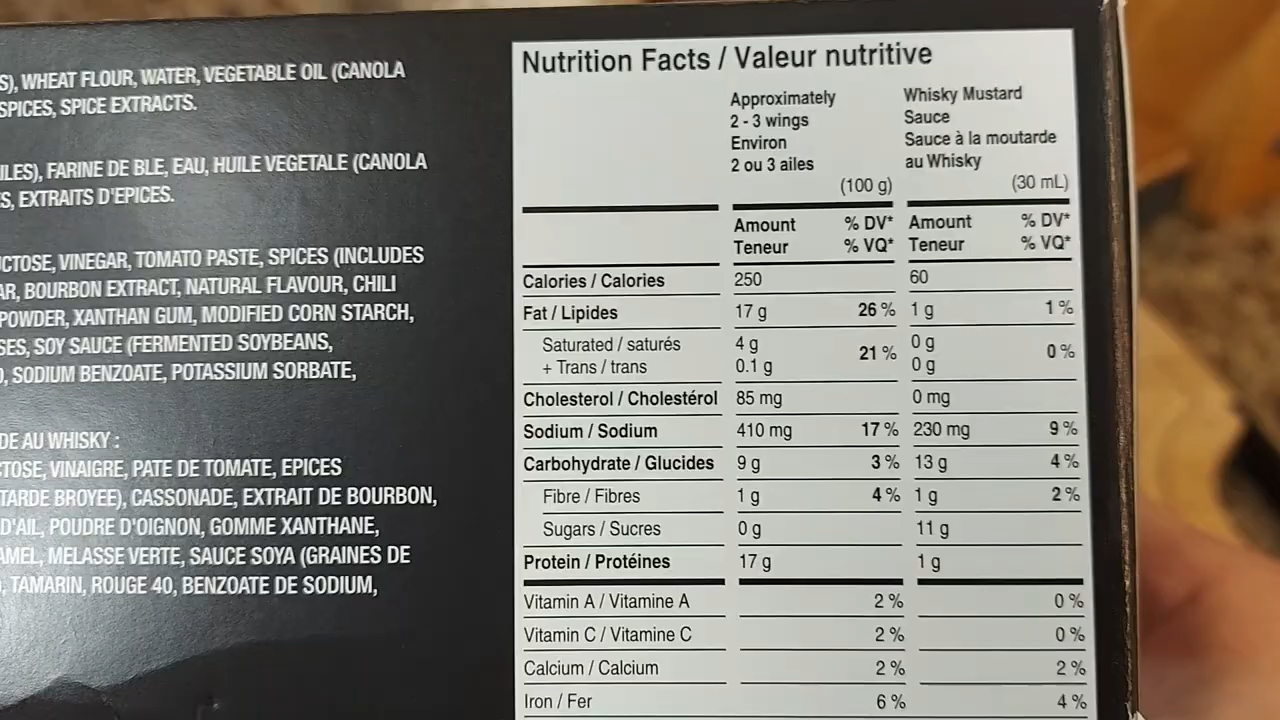 S), WHEAT FLOUR, WATER, VEGETABLE OIL (CANOLA
SPICES, SPICE EXTRACTS.
ILES), FARINE DE BLE, EAU, HUILE VEGETALE (CANOLA
ES, EXTRAITS D'EPICES.
UCTOSE, VINEGAR, TOMATO PASTE, SPICES (INCLUDES
AR, BOURBON EXTRACT, NATURAL FLAVOUR, CHILI
POWDER, XANTHAN GUM, MODIFIED CORN STARCH,
SES, SOY SAUCE (FERMENTED SOYBEANS,
, SODIUM BENZOATE, POTASSIUM SORBATE,
DE AU WHISKY :
CTOSE, VINAIGRE, PATE DE TOMATE, EPICES
TARDE BROYEE), CASSONADE, EXTRAIT DE BOURBON,
D'AIL, POUDRE D'OIGNON, GOMME XANTHANE,
AMEL, MELASSE VERTE, SAUCE SOYA (GRAINES DE
, TAMARIN, ROUGE 40, BENZOATE DE SODIUM,
Nutrition Facts / Valeur nutritive
Approximately
2 - 3 wings
Environ
2 ou 3 ailes
(100 g)
Whisky Mustard
Sauce
Sauce à la moutarde
au Whisky
(30 mL)
Amount % DV* Amount % DV*
Teneur % VQ* Teneur % VQ*
Calories / Calories 250 60
Fat / Lipides 17 g 26 % 1 g 1 %
Saturated / saturés 4 g 0 g
+ Trans / trans 0.1 g 21 % 0 g 0 %
Cholesterol / Cholestérol 85 mg 0 mg
Sodium / Sodium 410 mg 17 % 230 mg 9 %
Carbohydrate / Glucides 9 g 3 % 13 g 4 %
Fibre / Fibres 1 g 4 % 1 g 2 %
Sugars / Sucres 0 g 11 g
Protein / Protéines 17 g 1 g
Vitamin A / Vitamine A 2 % 0 %
Vitamin C / Vitamine C 2 % 0 %
Calcium / Calcium 2 % 2 %
Iron / Fer 6 % 4 %